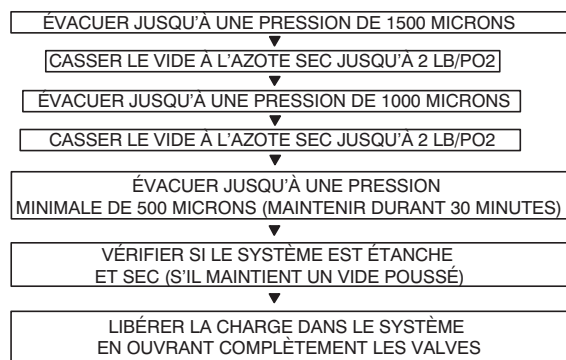 ÉVACUER JUSQU'À UNE PRESSION DE 1500 MICRONS
CASSER LE VIDE À L'AZOTE SEC JUSQU'À 2 LB/PO2
ÉVACUER JUSQU'À UNE PRESSION DE 1000 MICRONS
CASSER LE VIDE À L'AZOTE SEC JUSQU'À 2 LB/PO2
ÉVACUER JUSQU'À UNE PRESSION
MINIMALE DE 500 MICRONS (MAINTENIR DURANT 30 MINUTES)
VÉRIFIER SI LE SYSTÈME EST ÉTANCHE
ET SEC (S'IL MAINTIENT UN VIDE POUSSÉ)
LIBÉRER LA CHARGE DANS LE SYSTÈME
EN OUVRANT COMPLÈTEMENT LES VALVES